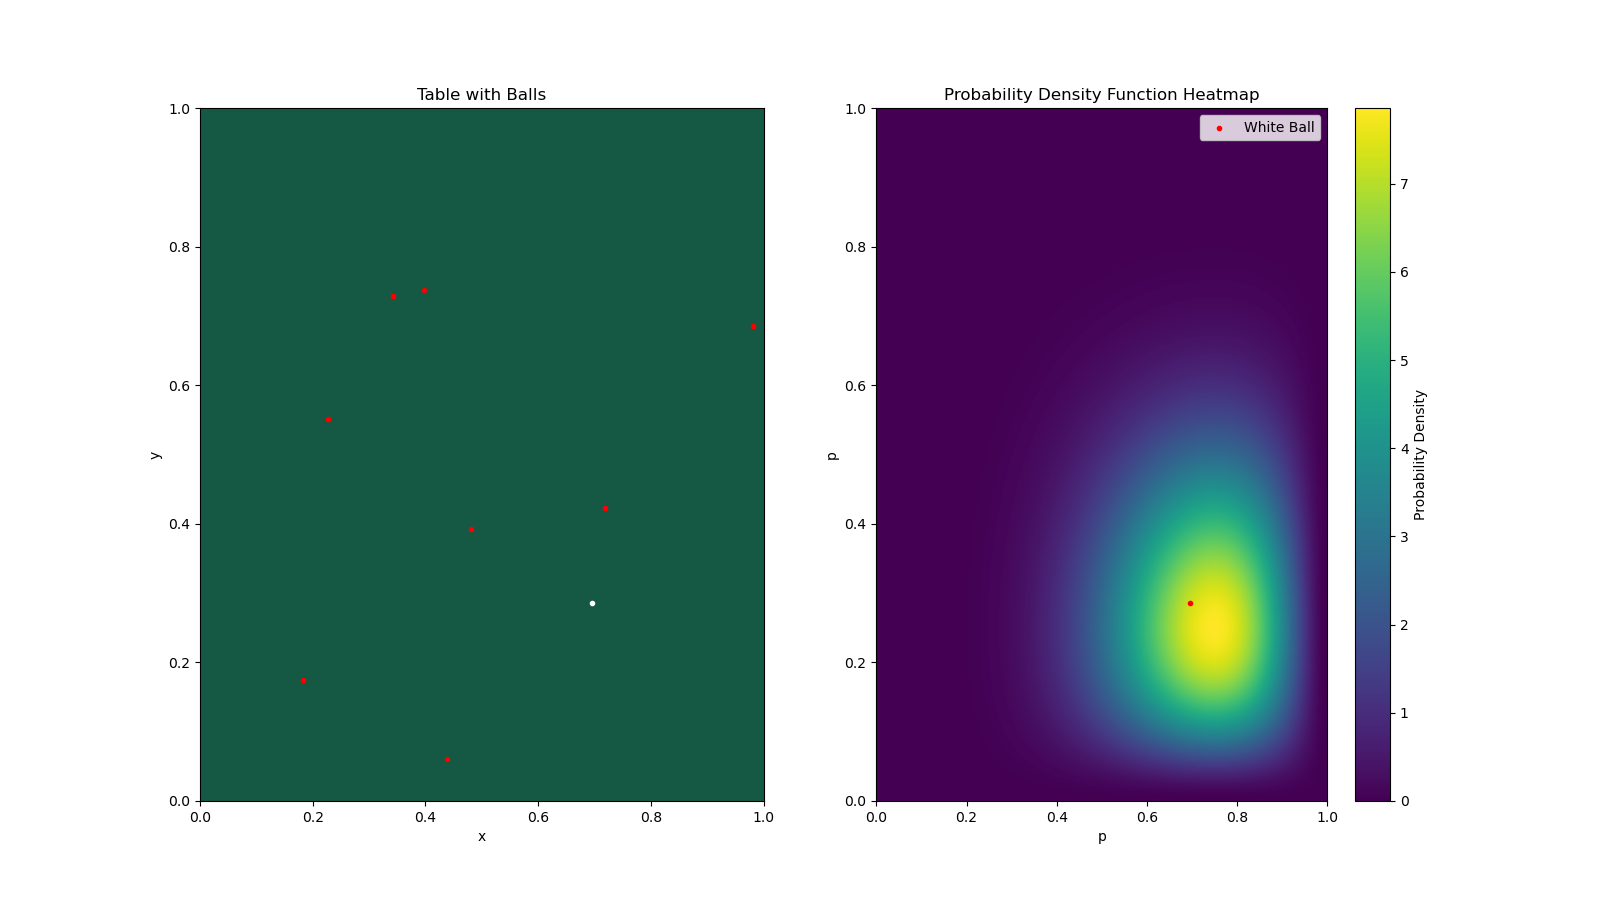 Table with Balls
1.0
0.8
0.6
0.4
0.2
0.0
y
0.0 0.2 0.4 0.6 0.8 1.0
x
Probability Density Function Heatmap
White Ball
1.0
0.8
0.6
0.4
0.2
0.0
p
0.0 0.2 0.4 0.6 0.8 1.0
p
7
6
5
4
3
2
1
0
Probability Density